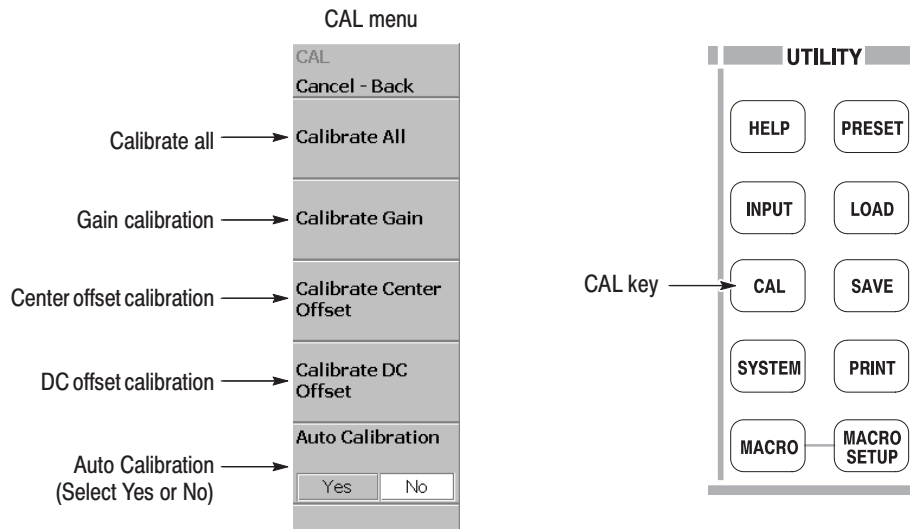 CAL menu
CAL
Cancel - Back
Calibrate all
Calibrate All
Gain calibration
Calibrate Gain
Center offset calibration
Calibrate Center
Offset
DC offset calibration
Calibrate DC
Offset
Auto Calibration
Auto Calibration
(Select Yes or No)
Yes No
UTILITY
HELP PRESET
INPUT LOAD
CAL key
CAL SAVE
SYSTEM PRINT
MACRO MACRO
SETUP